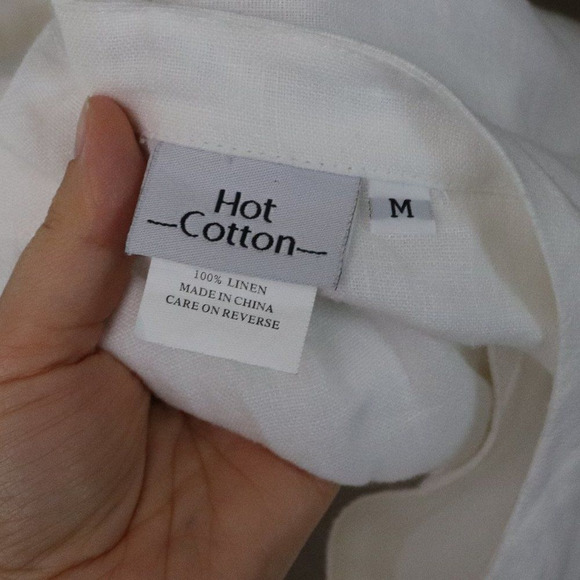 Hot
Cotton
M
100% LINEN
MADE IN CHINA
CARE ON REVERSE